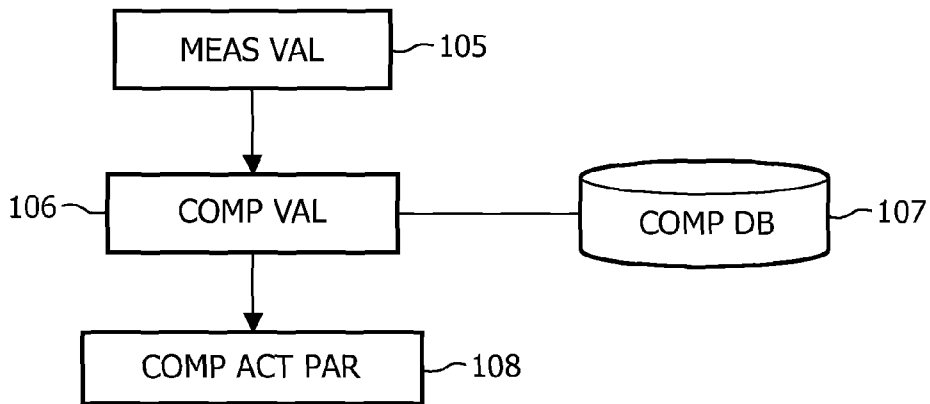 MEAS VAL
105
106
COMP VAL
COMP DB
107
COMP ACT PAR
108